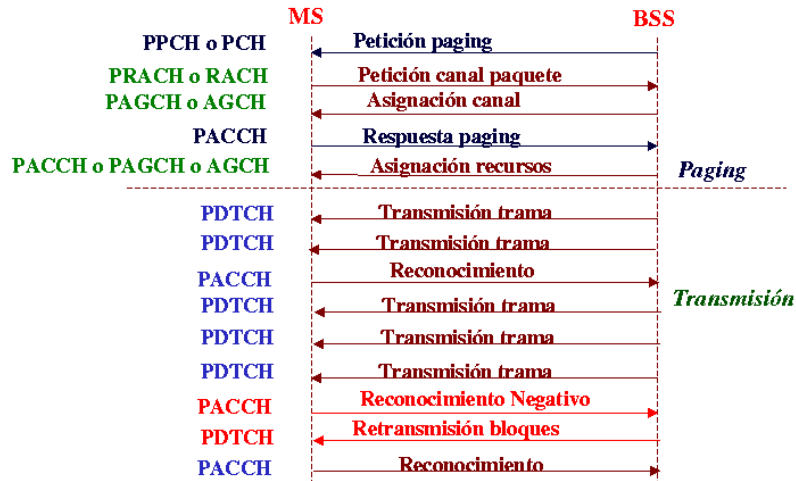 MS BSS
PPCH o PCH Petición paging
PRACH o RACH Petición canal paquete
PAGCH o AGCH Asignación canal
PACCH Respuesta paging
PACCH o PAGCH o AGCH Asignación recursos Paging
PDTCH Transmisión trama
PDTCH Transmisión trama
PACCH Reconocimiento
PDTCH Transmisión trama Transmisión
PDTCH Transmisión trama
PDTCH Transmisión trama
PACCH Reconocimiento Negativo
PDTCH Retransmisión bloques
PACCH Reconocimiento